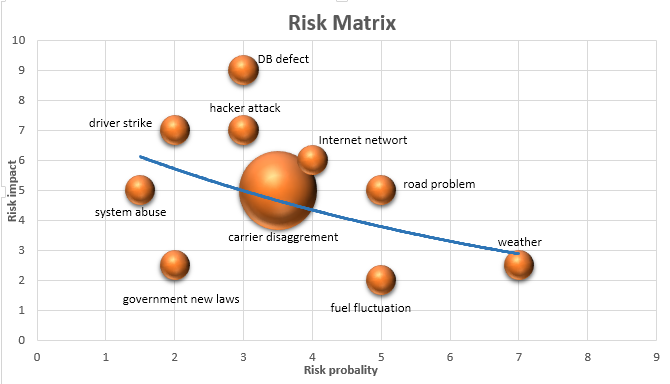 Risk Matrix
10
9
8
7
6
5
4
3
2
1
0
Risk impact
DB defect
hacker attack
driver strike
Internet networt
road problem
system abuse
carrier disaggrement
weather
government new laws
fuel fluctuation
0 1 2 3 4 5 6 7 8 9
Risk probality